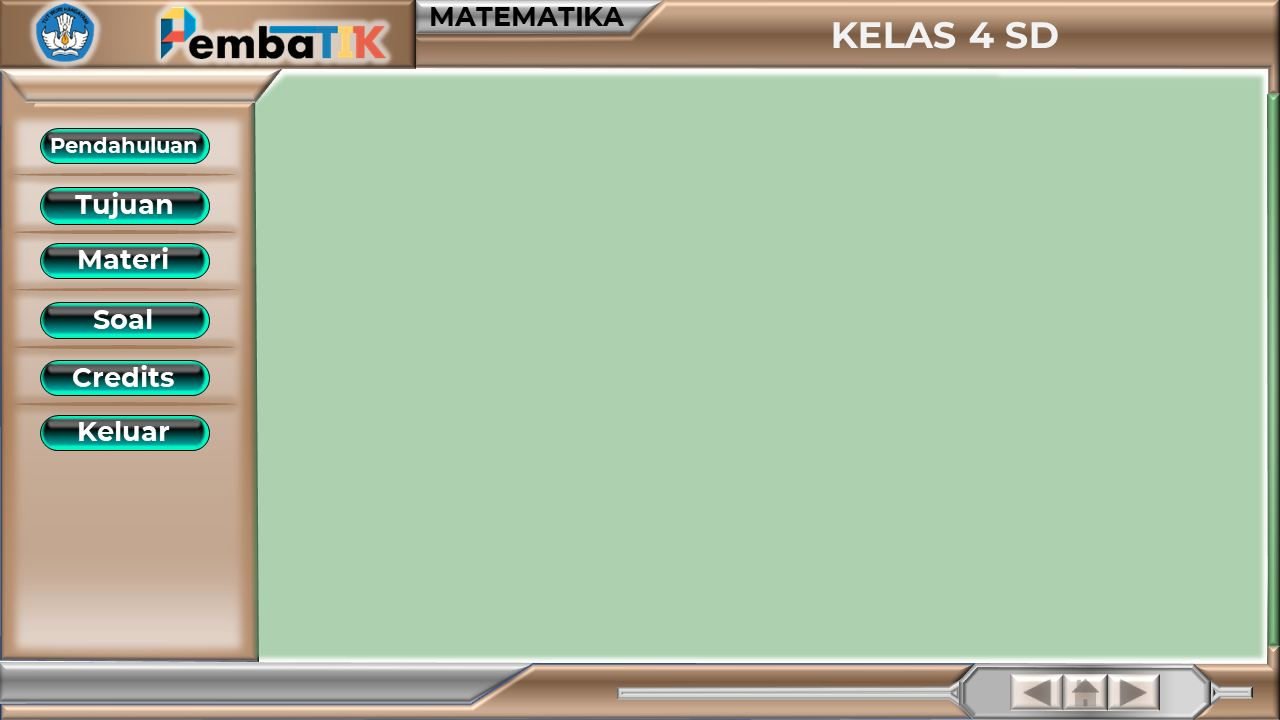 PembaTIK
MATEMATIKA
KELAS 4 SD
Pendahuluan
Tujuan
Materi
Soal
Credits
Keluar